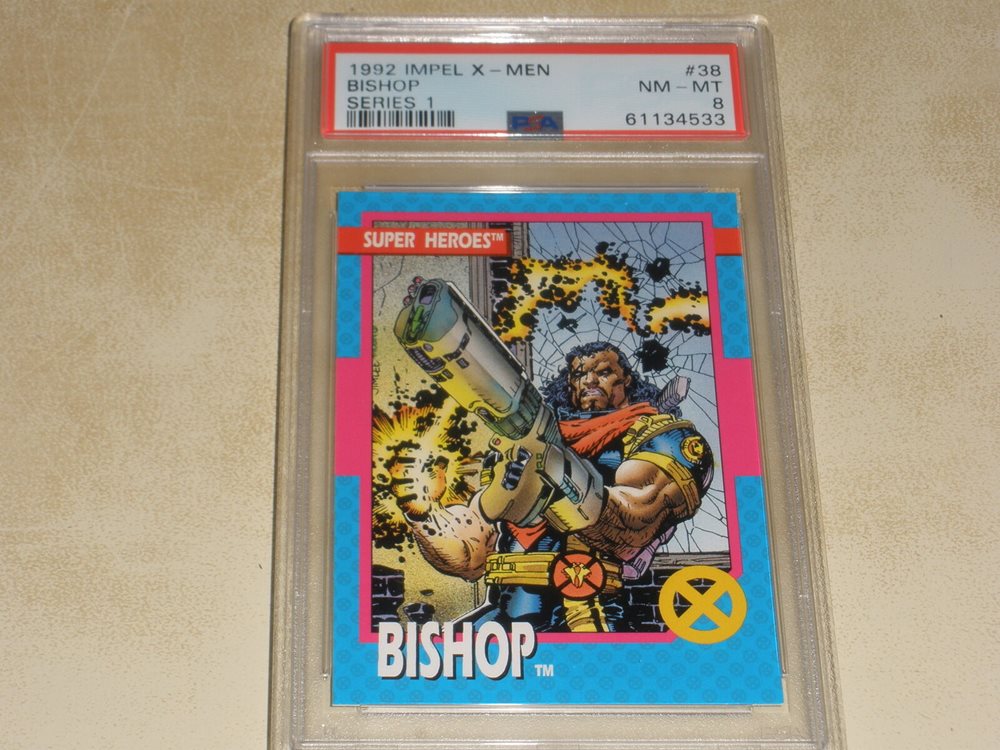 1992 IMPEL X-MEN #38
BISHOP NM-MT
SERIES 1 8
PSA 61134533
SUPER HEROES™
BISHOP™